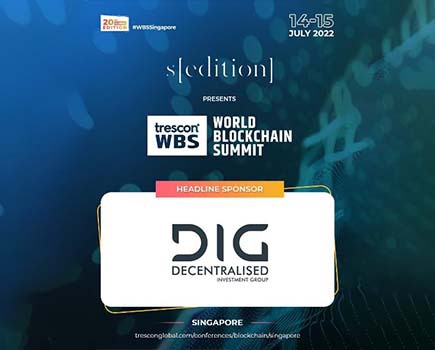 20TH
EDITION
#WBSSingapore
14-15
JULY 2022
s[edition]
PRESENTS
trescon
WBS
WORLD
BLOCKCHAIN
SUMMIT
HEADLINE SPONSOR
DIG
DECENTRALISED
INVESTMENT GROUP
SINGAPORE
tresconglobal.com/conferences/blockchain/singapore